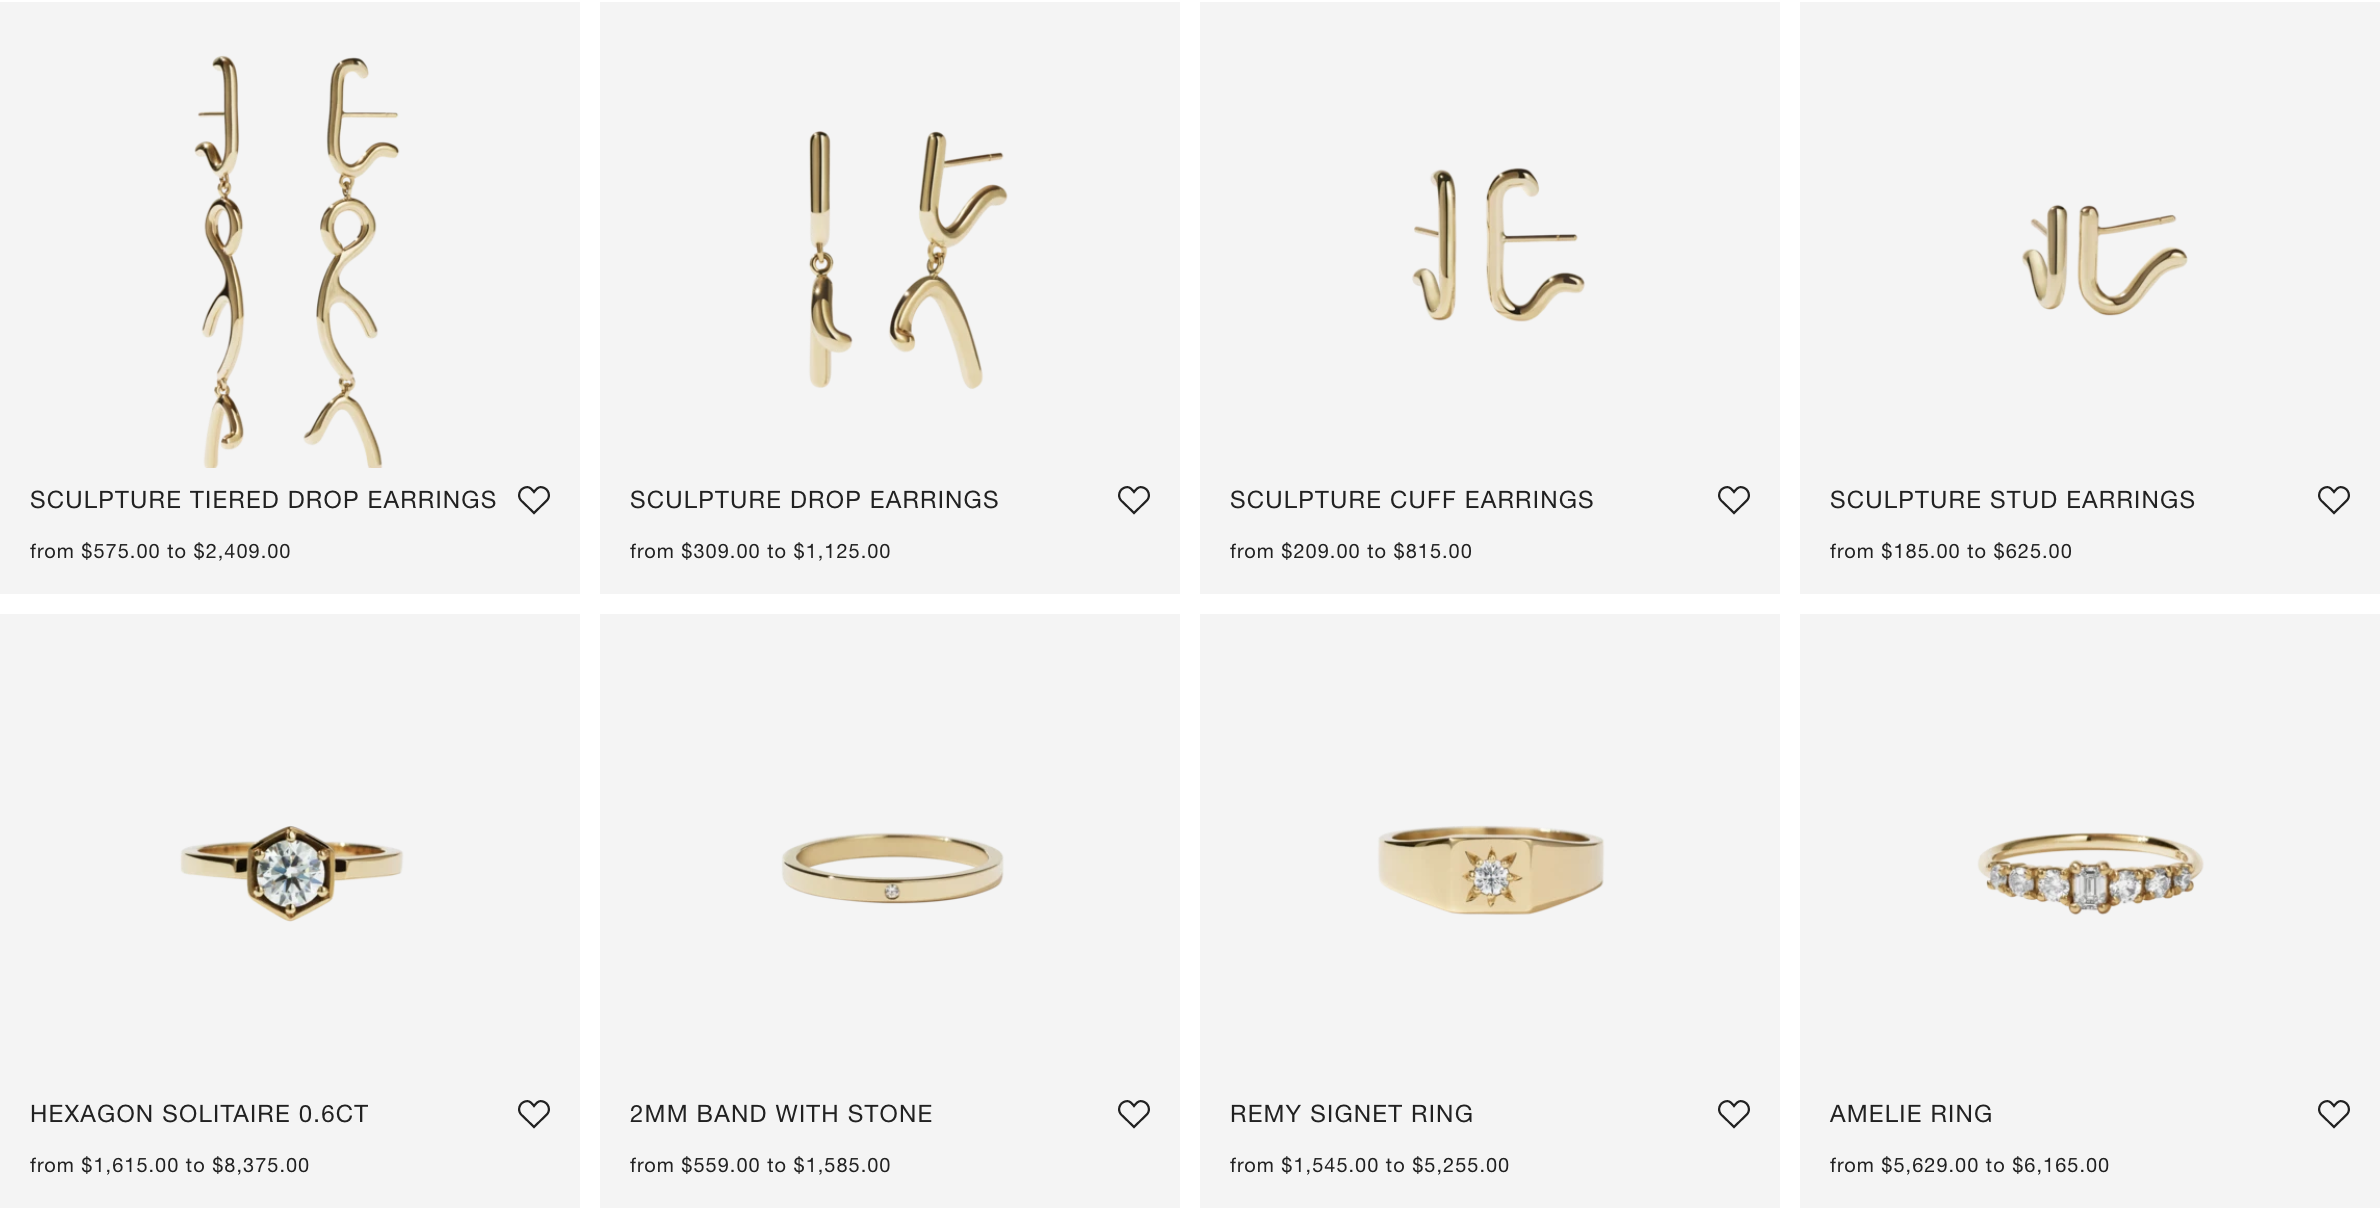 SCULPTURE TIERED DROP EARRINGS
from $575.00 to $2,409.00
SCULPTURE DROP EARRINGS
from $309.00 to $1,125.00
SCULPTURE CUFF EARRINGS
from $209.00 to $815.00
SCULPTURE STUD EARRINGS
from $185.00 to $625.00
HEXAGON SOLITAIRE 0.6CT
from $1,615.00 to $8,375.00
2MM BAND WITH STONE
from $559.00 to $1,585.00
REMY SIGNET RING
from $1,545.00 to $5,255.00
AMELIE RING
from $5,629.00 to $6,165.00